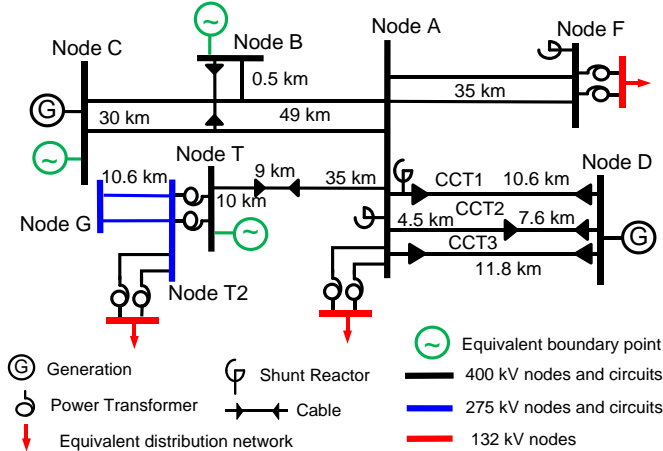 Node C
Node B
Node A
Node F
0.5 km
G
30 km
49 km
35 km
10.6 km
Node T
9 km
35 km
CCT1
10.6 km
Node D
10 km
4.5 km
CCT2
7.6 km
Node G
CCT3
G
11.8 km
Node T2
G
Generation
Shunt Reactor
Equivalent boundary point
400 kV nodes and circuits
Power Transformer
Cable
275 kV nodes and circuits
Equivalent distribution network
132 kV nodes